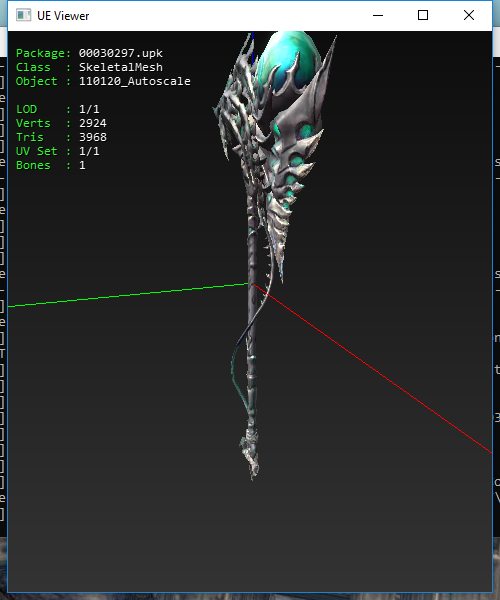 UE Viewer
Package: 00030297.upk
Class  : SkeletalMesh
Object : 110120_Autoscale
LOD    : 1/1
Verts  : 2924
Tris   : 3968
UV Set : 1/1
Bones  : 1